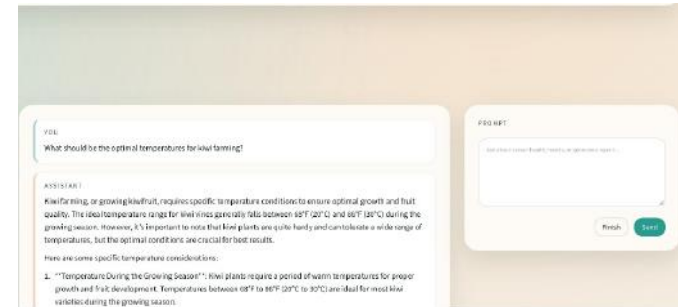 YOU
What should be the optimal temperatures for kiwi farming?
ASSISTANT
Kiwi farming, or growing kiwifruit, requires specific temperature conditions to ensure optimal growth and fruit
quality. The ideal temperature range for kiwi vines generally falls between 68°F (20°C) and 86°F (30°C) during the
growing season. However, it's important to note that kiwi plants are quite hardy and can tolerate a wide range of
temperatures, but the optimal conditions are crucial for best results.
Here are some specific temperature considerations:
1. **Temperature During the Growing Season**: Kiwi plants require a period of warm temperatures for proper
growth and fruit development. Temperatures between 68°F to 86°F (20°C to 30°C) are ideal for most kiwi
varieties during the growing season.
PROMPT
Finish
Send